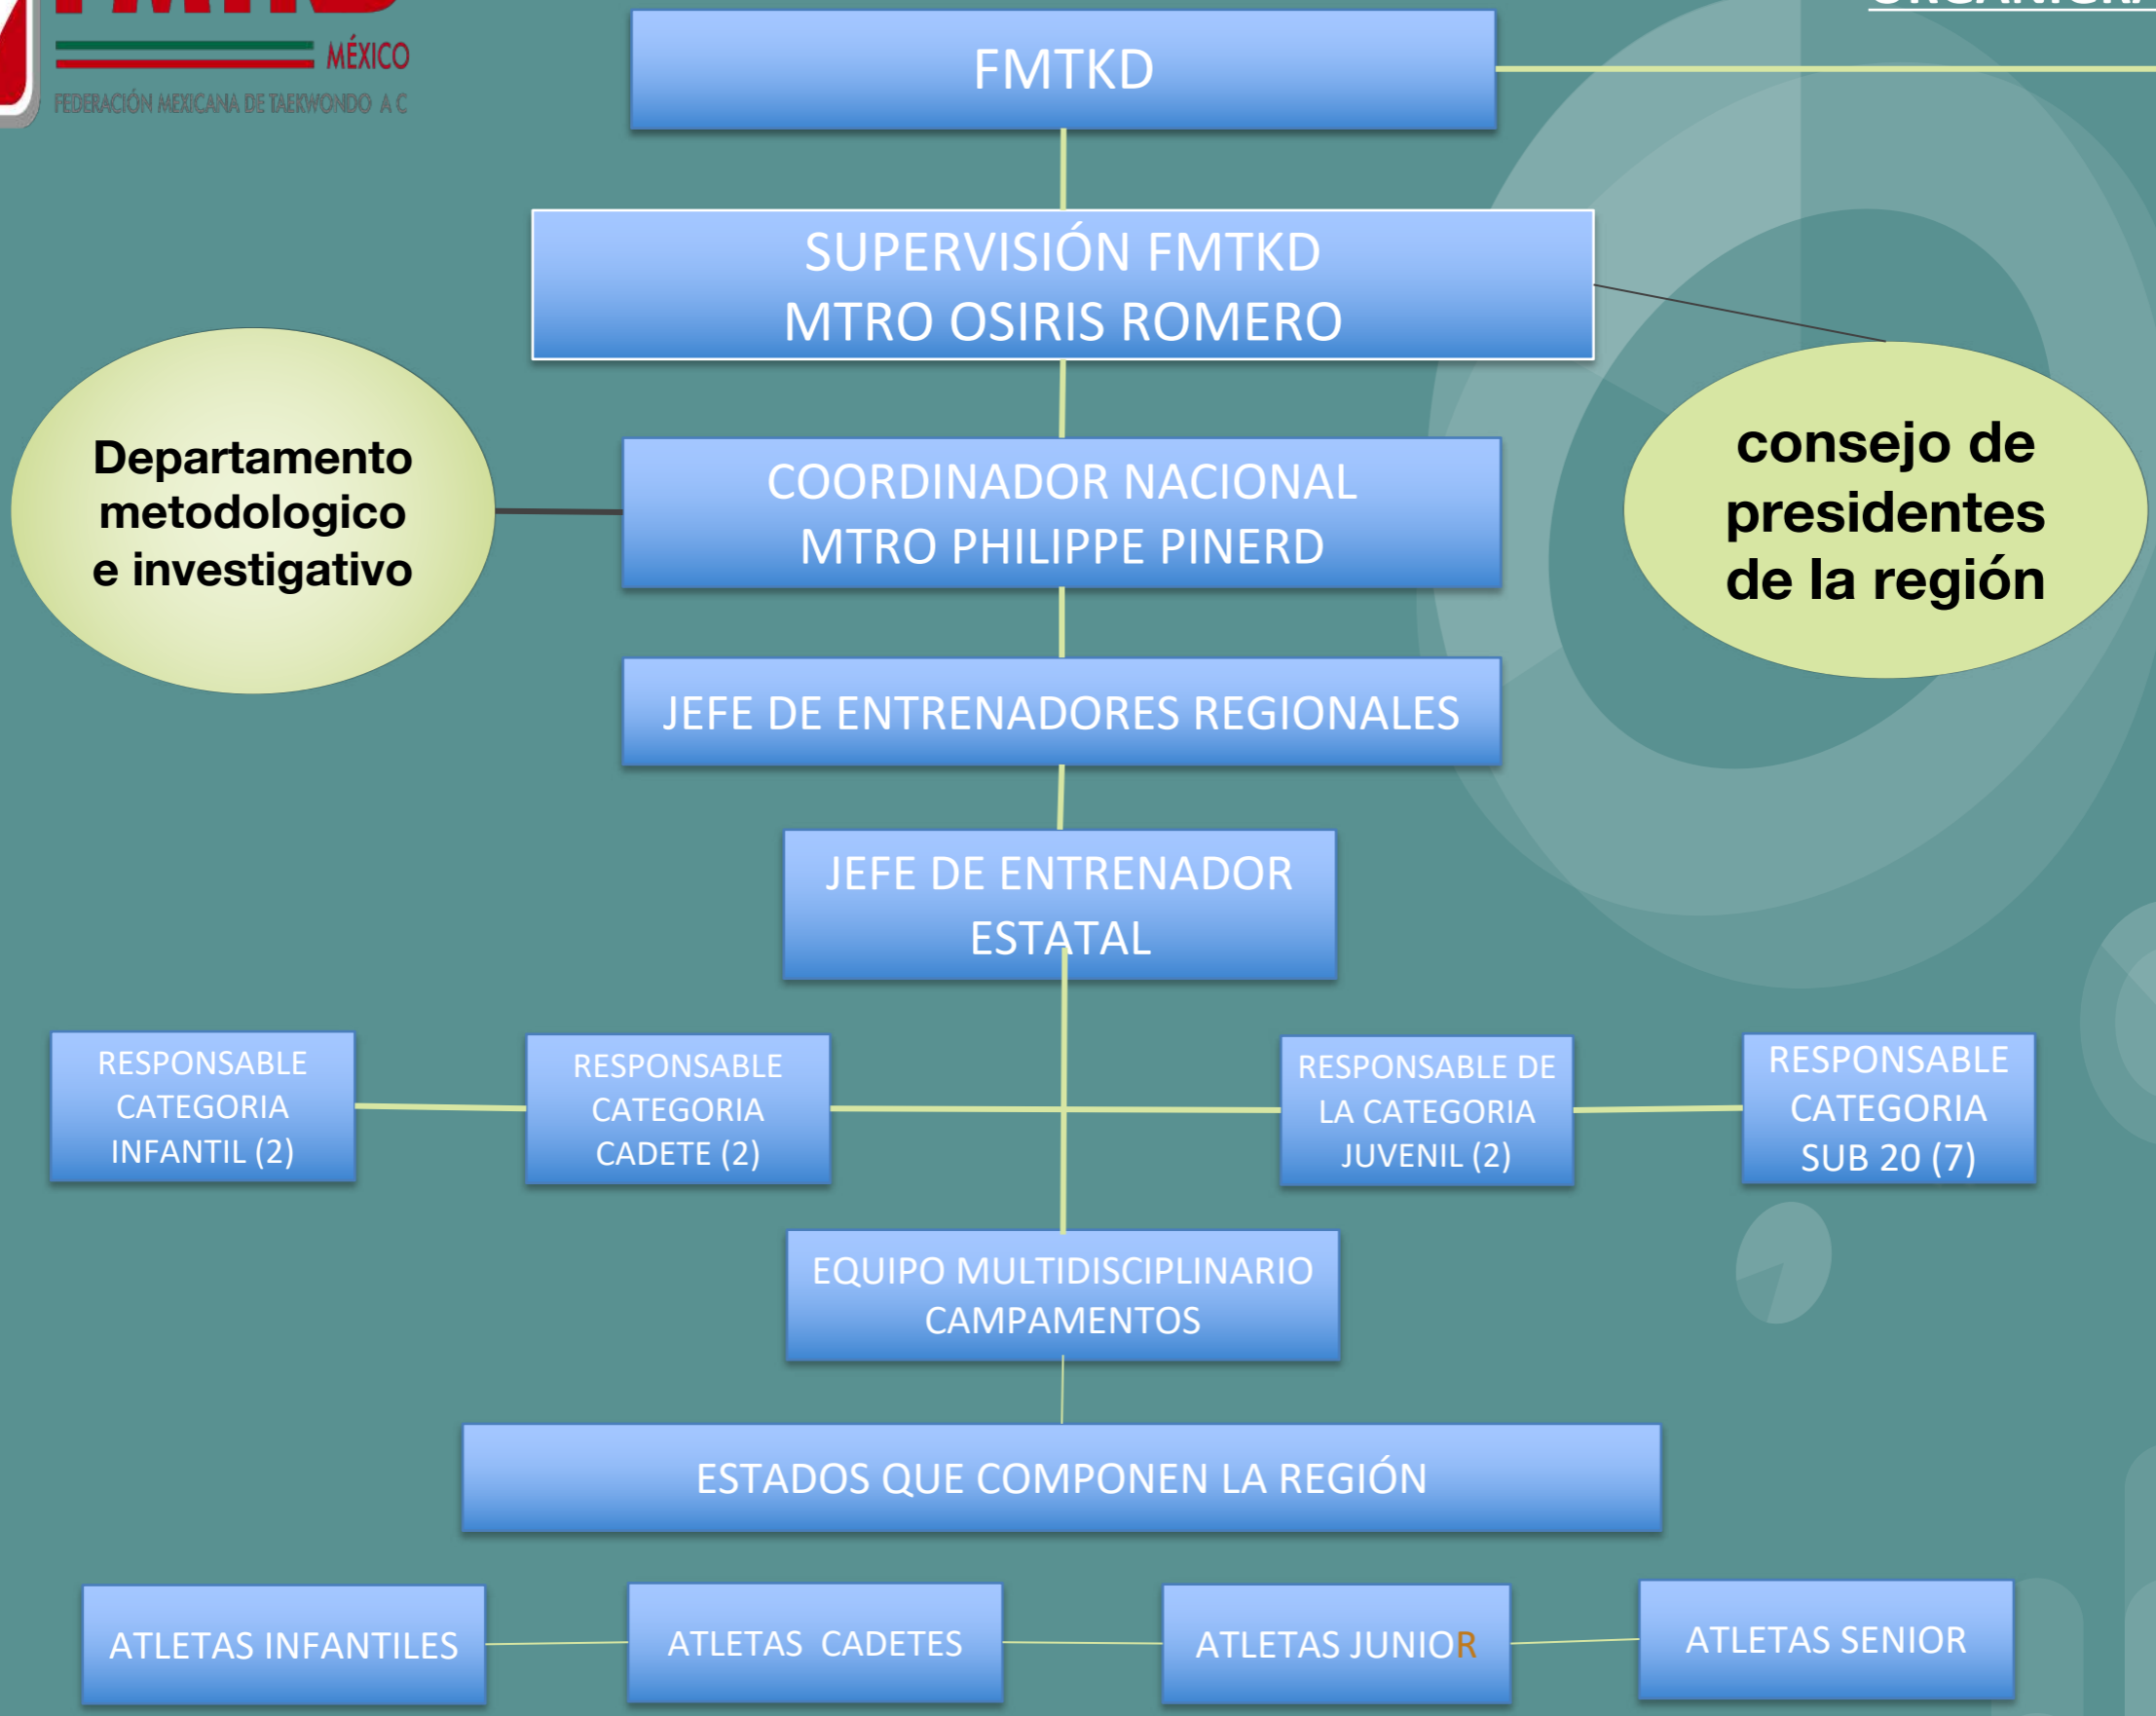 MÉXICO
FEDERACIÓN MEXICANA DE TAEKWONDO A C
FMTKD
SUPERVISIÓN FMTKD
MTRO OSIRIS ROMERO
Departamento
metodologico
e investigativo
COORDINADOR NACIONAL
MTRO PHILIPPE PINERD
consejo de
presidentes
de la región
JEFE DE ENTRENADORES REGIONALES
JEFE DE ENTRENADOR
ESTATAL
RESPONSABLE
CATEGORIA
INFANTIL (2)
RESPONSABLE
CATEGORIA
CADETE (2)
RESPONSABLE DE
LA CATEGORIA
JUVENIL (2)
RESPONSABLE
CATEGORIA
SUB 20 (7)
EQUIPO MULTIDISCIPLINARIO
CAMPAMENTOS
ESTADOS QUE COMPONEN LA REGIÓN
ATLETAS INFANTILES
ATLETAS CADETES
ATLETAS JUNIOR
ATLETAS SENIOR